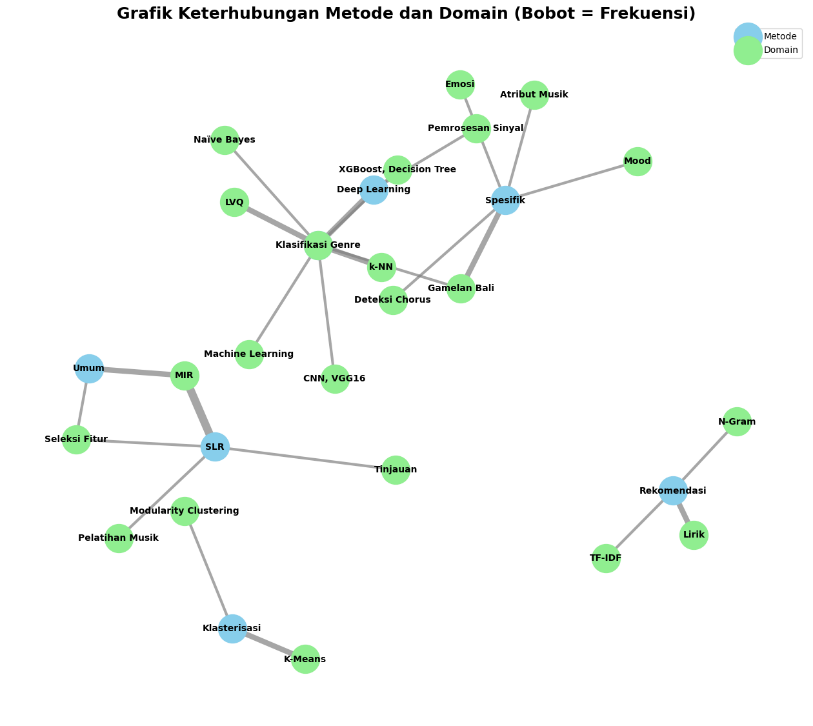 Grafik Keterhubungan Metode dan Domain (Bobot = Frekuensi)
Metode
Domain
Emosi
Atribut Musik
Pemrosesan Sinyal
Naïve Bayes
Mood
XGBoost, Decision Tree
Deep Learning
LVQ
Spesifik
Klasifikasi Genre
k-NN
Gamelan Bali
Deteksi Chorus
Machine Learning
Umum
MIR
CNN, VGG16
N-Gram
Seleksi Fitur
SLR
Tinjauan
Rekomendasi
Modularity Clustering
Lirik
Pelatihan Musik
TF-IDF
Klasterisasi
K-Means